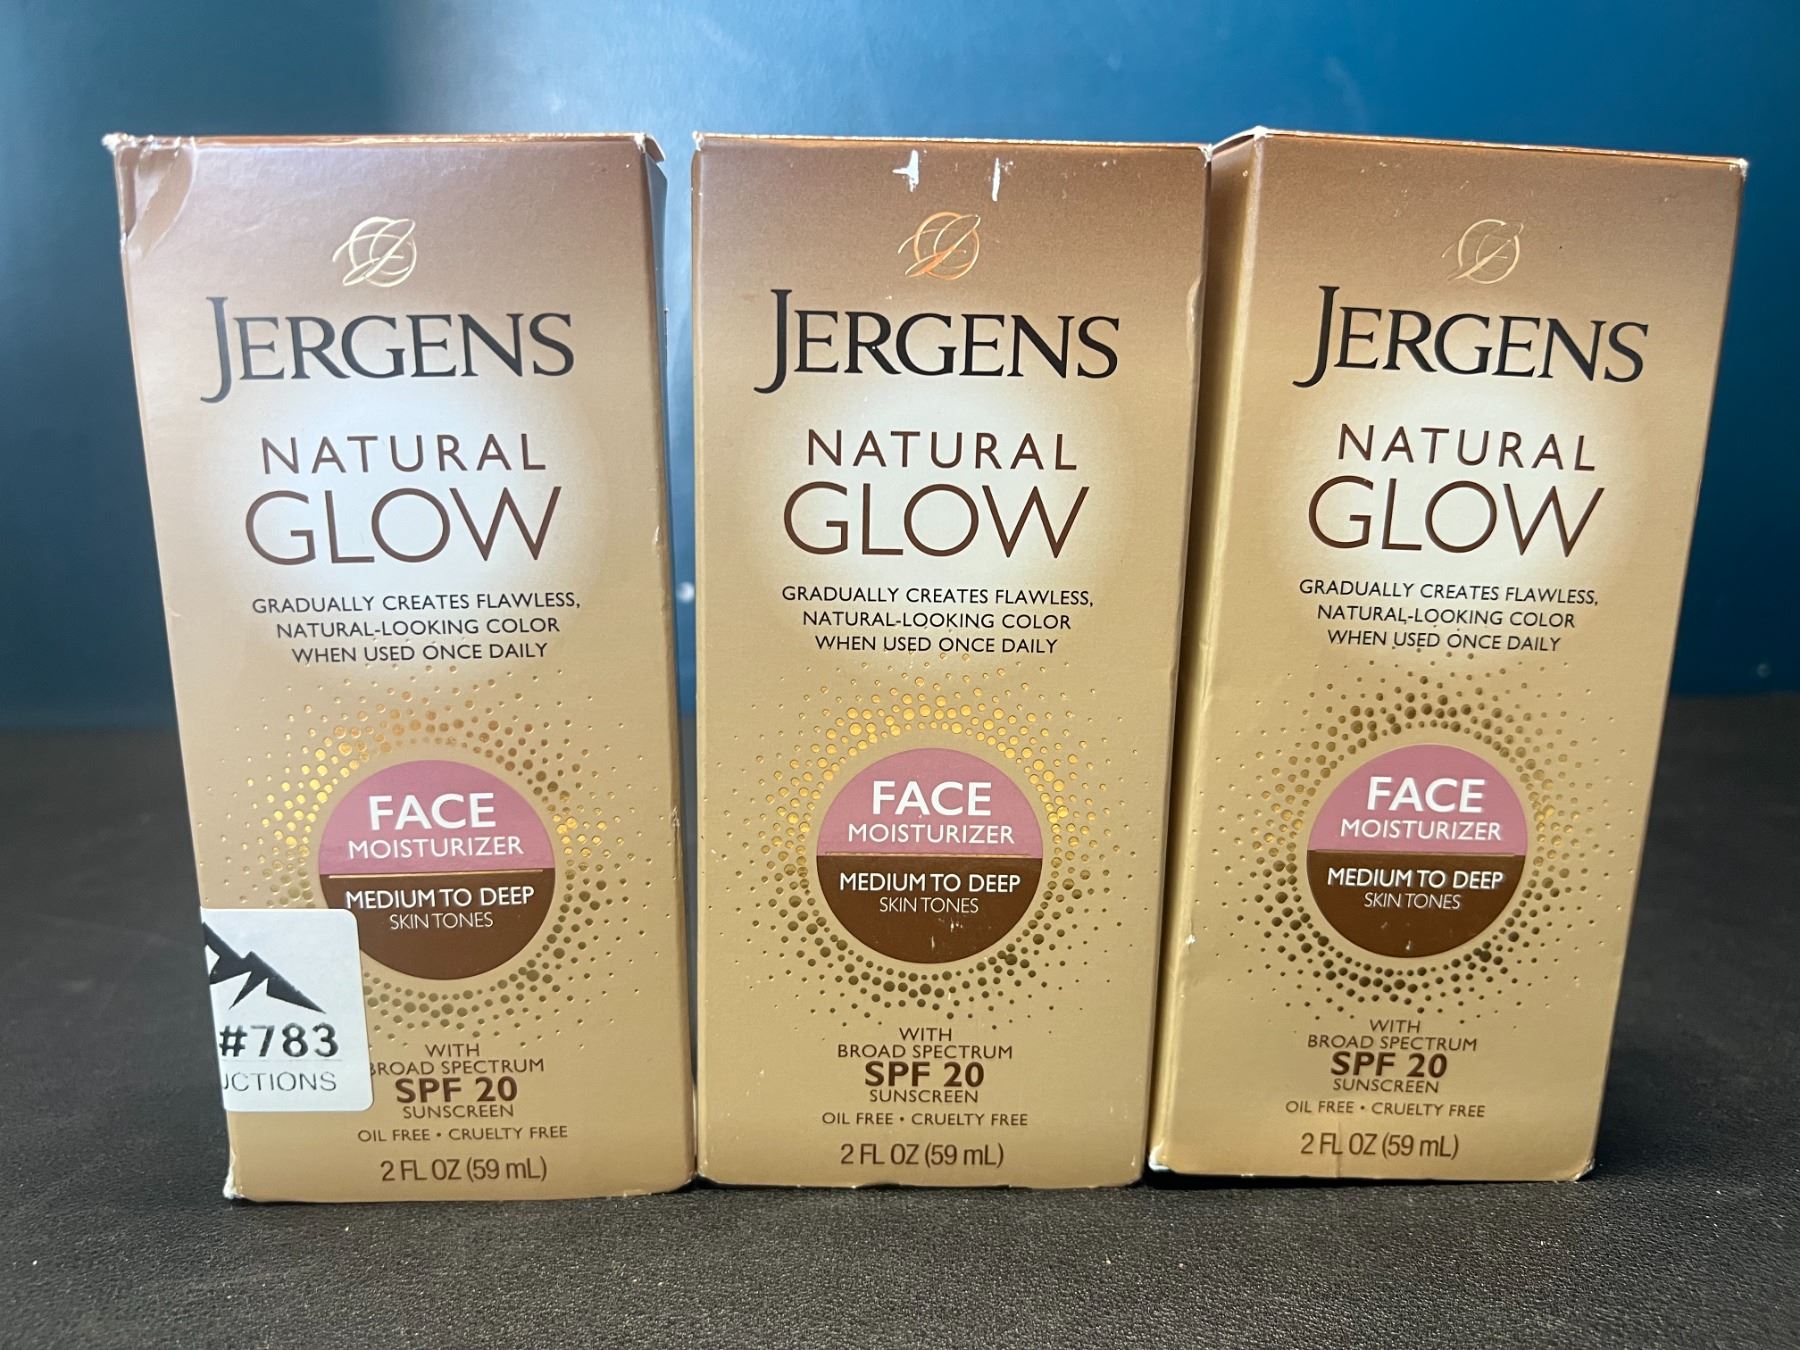 JERGENS
NATURAL
GLOW
GRADUALLY CREATES FLAWLESS,
NATURAL-LOOKING COLOR
WHEN USED ONCE DAILY
FACE
MOISTURIZER
MEDIUM TO DEEP
SKIN TONES
#783
WITH
BROAD SPECTRUM
SPF 20
SUNSCREEN
OIL FREE • CRUELTY FREE
2 FL OZ (59 mL)
JERGENS
NATURAL
GLOW
GRADUALLY CREATES FLAWLESS,
NATURAL-LOOKING COLOR
WHEN USED ONCE DAILY
FACE
MOISTURIZER
MEDIUM TO DEEP
SKIN TONES
WITH
BROAD SPECTRUM
SPF 20
SUNSCREEN
OIL FREE • CRUELTY FREE
2 FL OZ (59 mL)
JERGENS
NATURAL
GLOW
GRADUALLY CREATES FLAWLESS,
NATURAL-LOOKING COLOR
WHEN USED ONCE DAILY
FACE
MOISTURIZER
MEDIUM TO DEEP
SKIN TONES
WITH
BROAD SPECTRUM
SPF 20
SUNSCREEN
OIL FREE • CRUELTY FREE
2 FL OZ (59 mL)